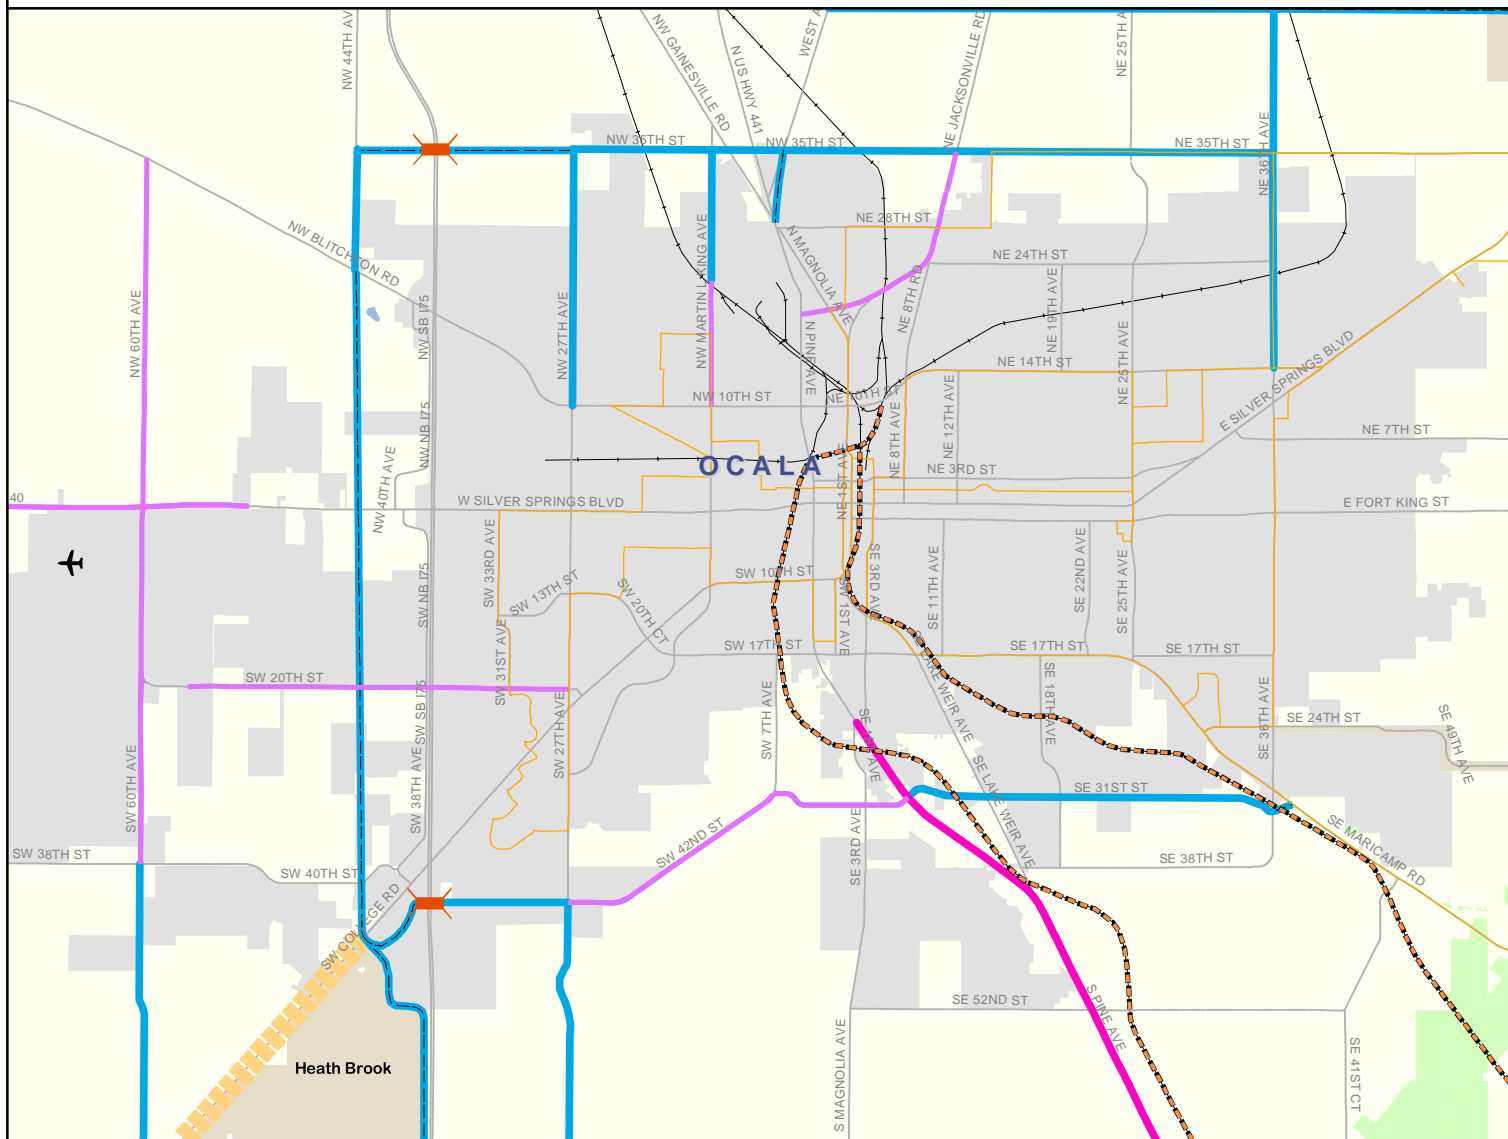 NW 44TH AV
NW GAINESVILLE RD
N US HWY 441
WEST A
NE JACKSONVILLE RD
NE 25TH A
NW 35TH ST
NW 35TH ST
NE 35TH ST
NE 36TH AVE
NW BLITCHTON RD
NE 28TH ST
NE 24TH ST
NW MARTIN L KING AVE
N MAGNOLIA AVE
NE 8TH RD
NE 19TH AVE
NW 60TH AVE
NW SB I75
NW 27TH AVE
N PINE AVE
NE 25TH AVE
NE 14TH ST
E SILVER SPRINGS BLVD
NW 10TH ST
NE 10TH ST
NE 12TH AVE
NE 8TH AVE
NW NB I75
NE 7TH ST
NW 40TH AVE
OCALA
NE 1ST AVE
NE 3RD ST
40
W SILVER SPRINGS BLVD
E FORT KING ST
SW 33RD AVE
SW NB I75
SW 13TH ST
SW 20TH CT
SW 10TH ST
SW 1ST AVE
SE 3RD AVE
SE 11TH AVE
SE 22ND AVE
SE 25TH AVE
SW 31ST AVE
SW 17TH ST
SE 17TH ST
SE 17TH ST
SW 20TH ST
SW SB I75
SW 27TH AVE
SW 7TH AVE
SE LAKE WEIR AVE
SE 18TH AVE
SE 36TH AVE
SE 24TH ST
SE 49TH AVE
SW 60TH AVE
SW 38TH AVE
SE LAKE WEIR AVE
SE 31ST ST
SW 42ND ST
SE 3RD AVE
SE MARICAMP RD
SW 38TH ST
SW 40TH ST
SE 38TH ST
SW COLLEGE RD
SE 52ND ST
S PINE AVE
Heath Brook
S MAGNOLIA AVE
SE 41ST CT